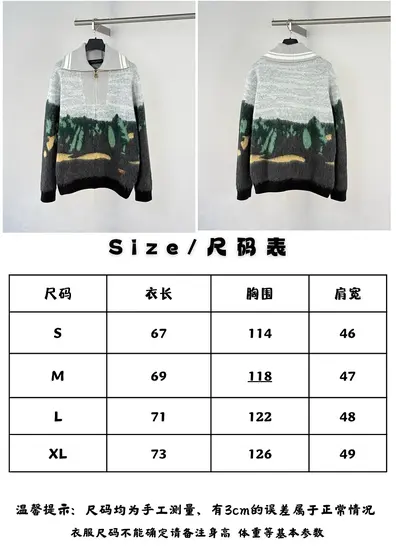 Size/尺码表
尺码 衣长 胸围 肩宽
S 67 114 46
M 69 118 47
L 71 122 48
XL 73 126 49
温馨提示：尺码均为手工测量、有3cm的误差属于正常情况
衣服尺码不能确定请备注身高 体重等基本参数